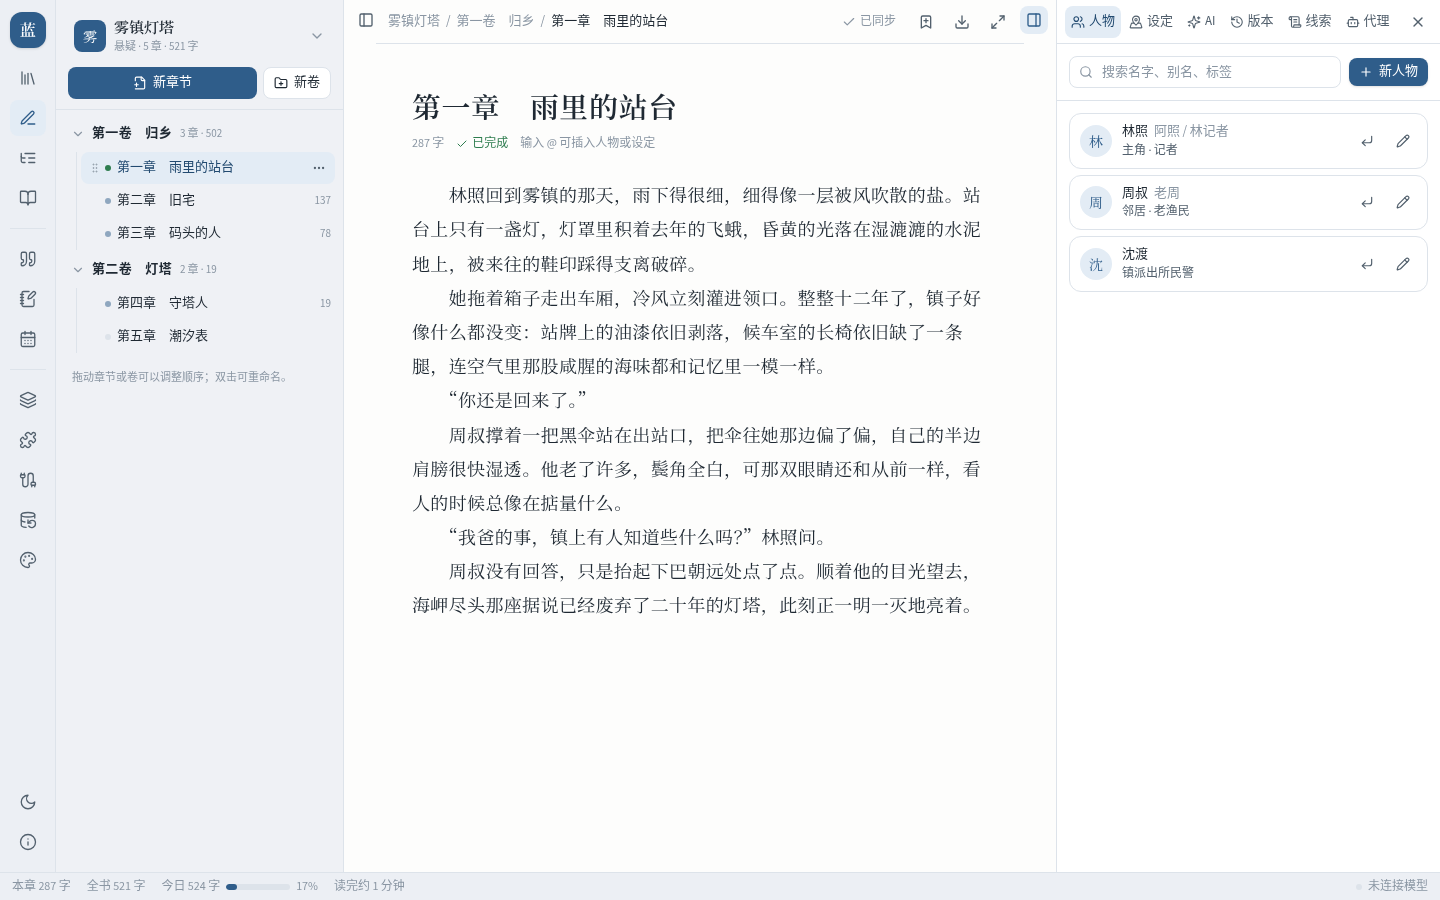 蓝
雾
雾镇灯塔
悬疑 · 5 章 · 521 字
新章节
新卷
第一卷　归乡 3 章 · 502
第一章　雨里的站台
第二章　旧宅 137
第三章　码头的人 78
第二卷　灯塔 2 章 · 19
第四章　守塔人 19
第五章　潮汐表
拖动章节或卷可以调整顺序；双击可重命名。
雾镇灯塔 / 第一卷　归乡 / 第一章　雨里的站台
已同步
第一章　雨里的站台
287 字 已完成 输入 @ 可插入人物或设定
林照回到雾镇的那天，雨下得很细，细得像一层被风吹散的盐。站
台上只有一盏灯，灯罩里积着去年的飞蛾，昏黄的光落在湿漉漉的水泥
地上，被来往的鞋印踩得支离破碎。
她拖着箱子走出车厢，冷风立刻灌进领口。整整十二年了，镇子好
像什么都没变：站牌上的油漆依旧剥落，候车室的长椅依旧缺了一条
腿，连空气里那股咸腥的海味都和记忆里一模一样。
“你还是回来了。”
周叔撑着一把黑伞站在出站口，把伞往她那边偏了偏，自己的半边
肩膀很快湿透。他老了许多，鬓角全白，可那双眼睛还和从前一样，看
人的时候总像在掂量什么。
“我爸的事，镇上有人知道些什么吗？”林照问。
周叔没有回答，只是抬起下巴朝远处点了点。顺着他的目光望去，
海岬尽头那座据说已经废弃了二十年的灯塔，此刻正一明一灭地亮着。
人物 设定 AI 版本 线索 代理
搜索名字、别名、标签
新人物
林
林照 阿照 / 林记者
主角 · 记者
周
周叔 老周
邻居 · 老渔民
沈
沈渡
镇派出所民警
本章 287 字 全书 521 字 今日 524 字 17% 读完约 1 分钟
未连接模型